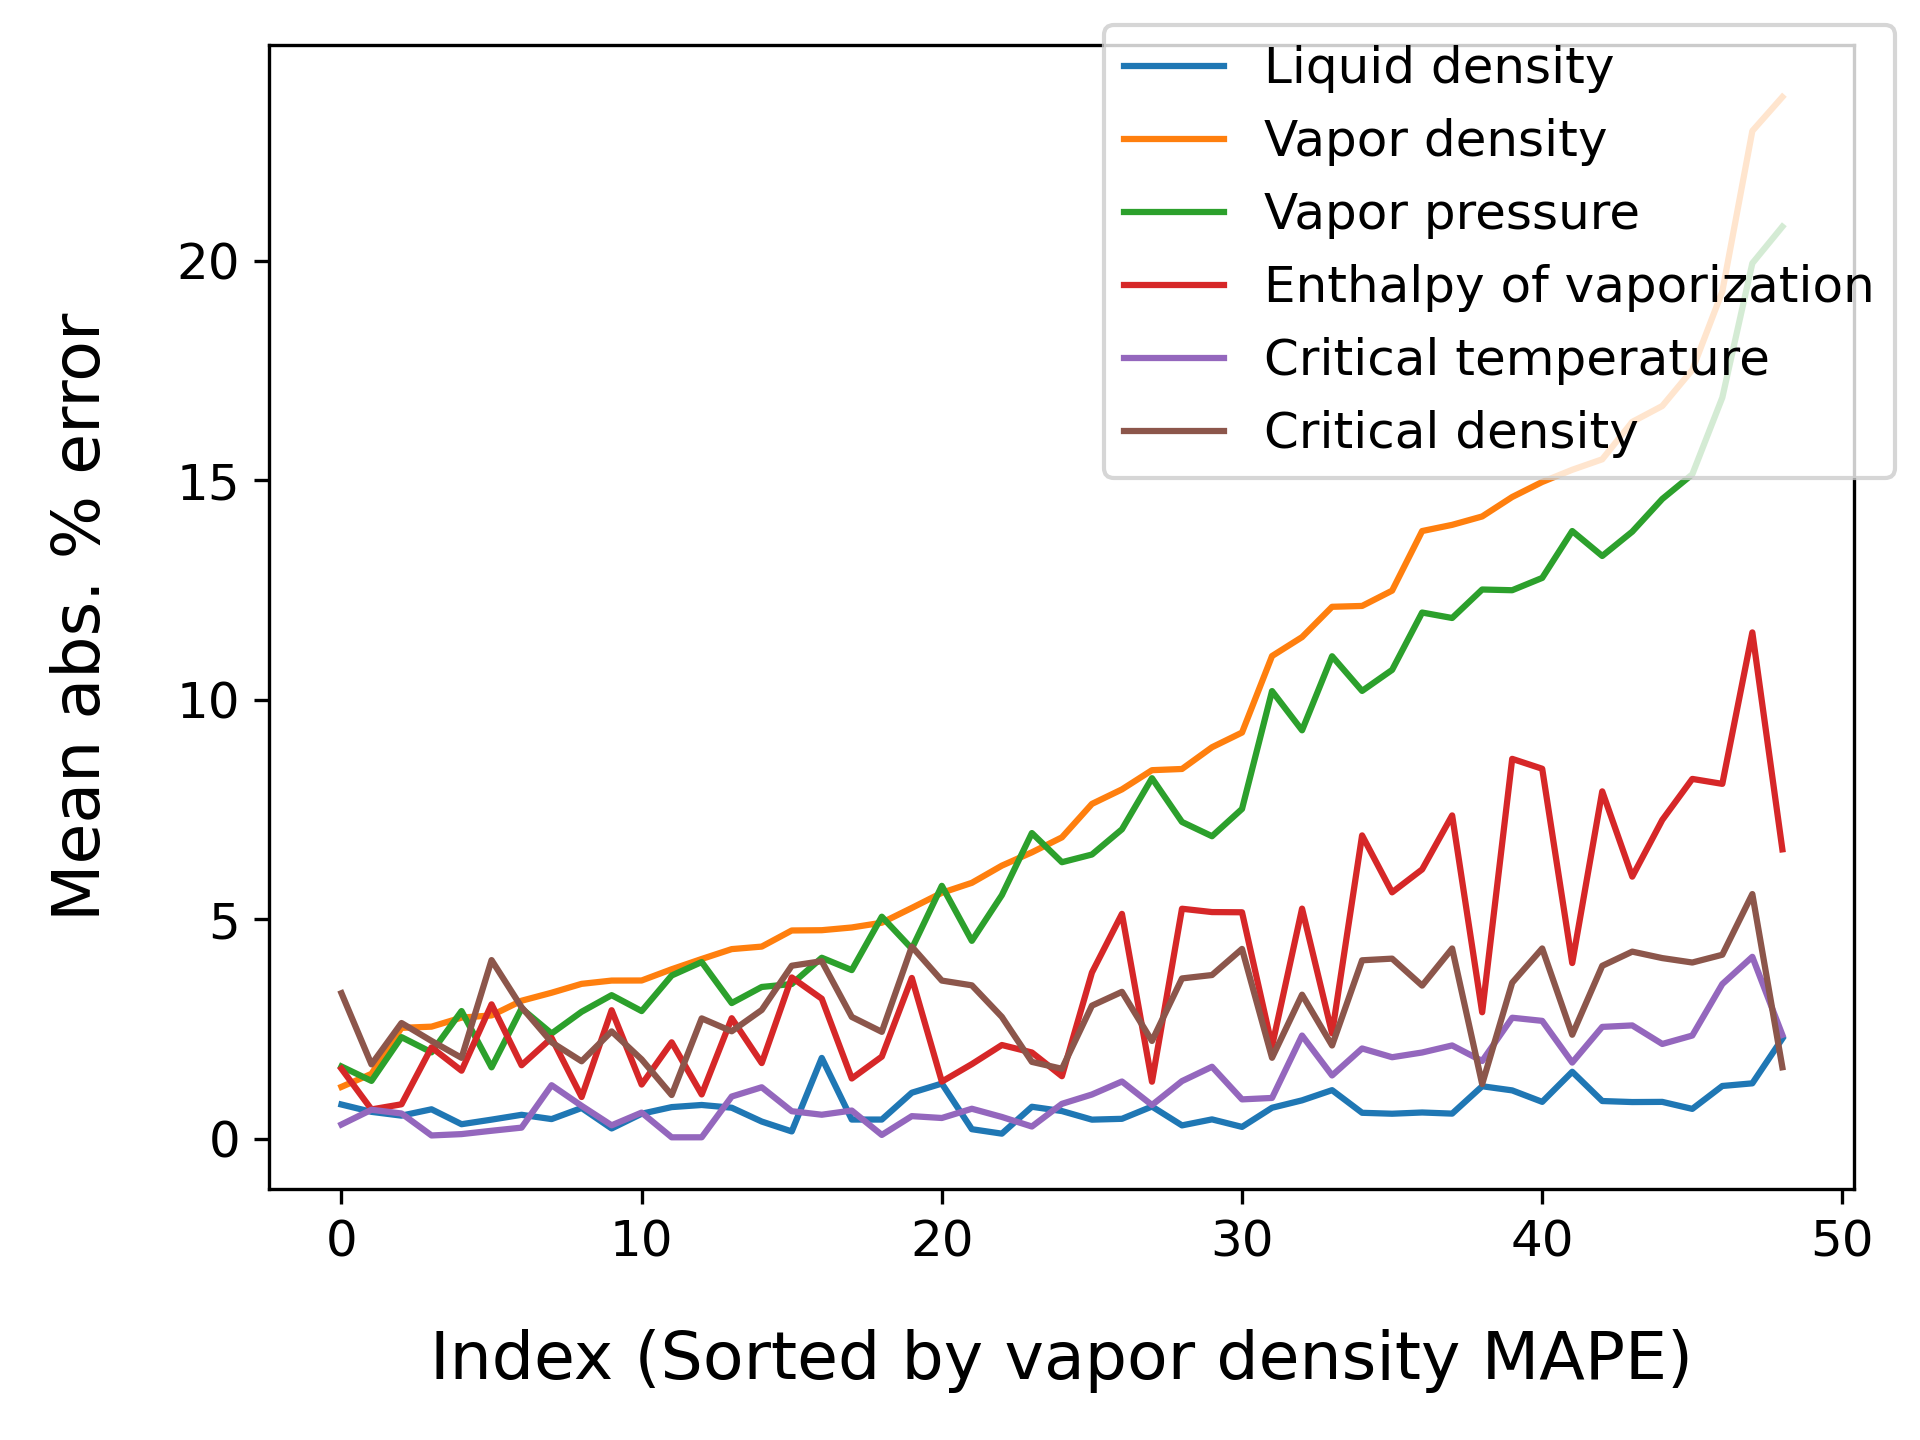 Liquid density
Vapor density
Vapor pressure
Enthalpy of vaporization
Critical temperature
Critical density
Mean abs. % error
20
15
10
5
0
0 10 20 30 40 50
Index (Sorted by vapor density MAPE)